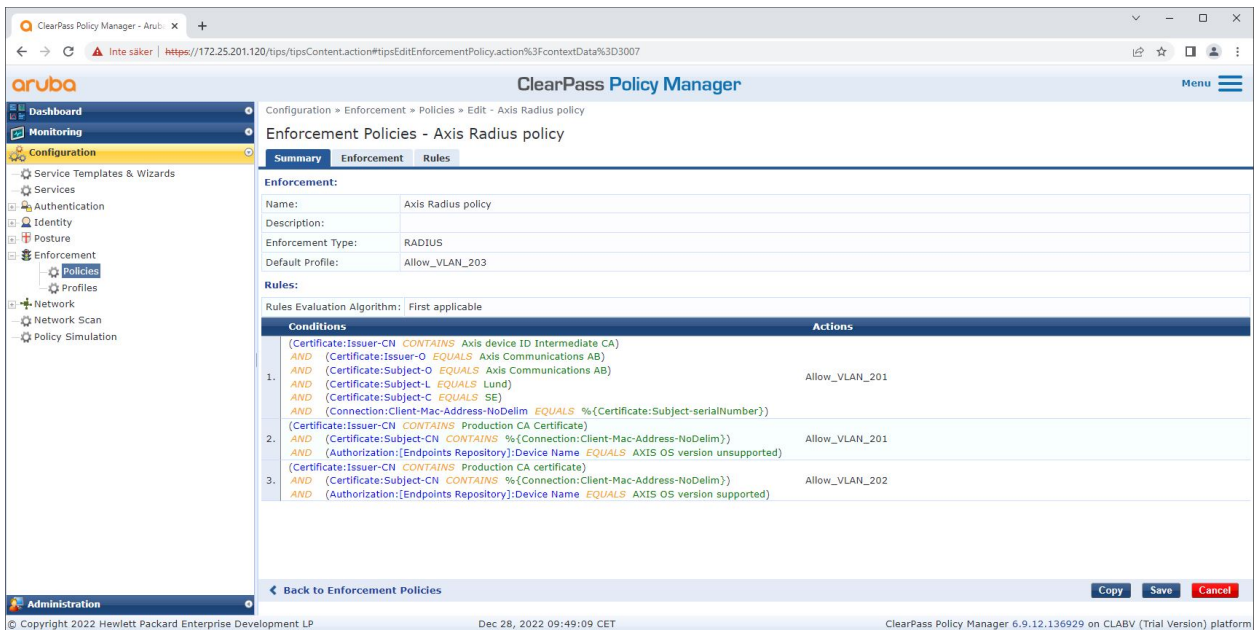 ClearPass Policy Manager - Arub
Inte säker | https://172.25.201.120/tips/tipsContent.action#tipsEditEnforcementPolicy.action%3FcontextData%3D3007
aruba
ClearPass Policy Manager
Menu
Dashboard
Monitoring
Configuration
Service Templates & Wizards
Services
Authentication
Identity
Posture
Enforcement
Policies
Profiles
Network
Network Scan
Policy Simulation
Administration
Configuration » Enforcement » Policies » Edit - Axis Radius policy
Enforcement Policies - Axis Radius policy
Summary Enforcement Rules
Enforcement:
Name: Axis Radius policy
Description:
Enforcement Type: RADIUS
Default Profile: Allow_VLAN_203
Rules:
Rules Evaluation Algorithm: First applicable
Conditions Actions
(Certificate:Issuer-CN CONTAINS Axis device ID Intermediate CA)
AND (Certificate:Issuer-O EQUALS Axis Communications AB)
AND (Certificate:Subject-O EQUALS Axis Communications AB)
1. AND (Certificate:Subject-L EQUALS Lund) Allow_VLAN_201
AND (Certificate:Subject-C EQUALS SE)
AND (Connection:Client-Mac-Address-NoDelim EQUALS %{Certificate:Subject-serialNumber})
(Certificate:Issuer-CN CONTAINS Production CA Certificate)
2. AND (Certificate:Subject-CN CONTAINS %{Connection:Client-Mac-Address-NoDelim}) Allow_VLAN_201
AND (Authorization:[Endpoints Repository]:Device Name EQUALS AXIS OS version unsupported)
(Certificate:Issuer-CN CONTAINS Production CA certificate)
3. AND (Certificate:Subject-CN CONTAINS %{Connection:Client-Mac-Address-NoDelim}) Allow_VLAN_202
AND (Authorization:[Endpoints Repository]:Device Name EQUALS AXIS OS version supported)
Back to Enforcement Policies
Copy Save Cancel
© Copyright 2022 Hewlett Packard Enterprise Development LP Dec 28, 2022 09:49:09 CET ClearPass Policy Manager 6.9.12.136929 on CLABV (Trial Version) platform